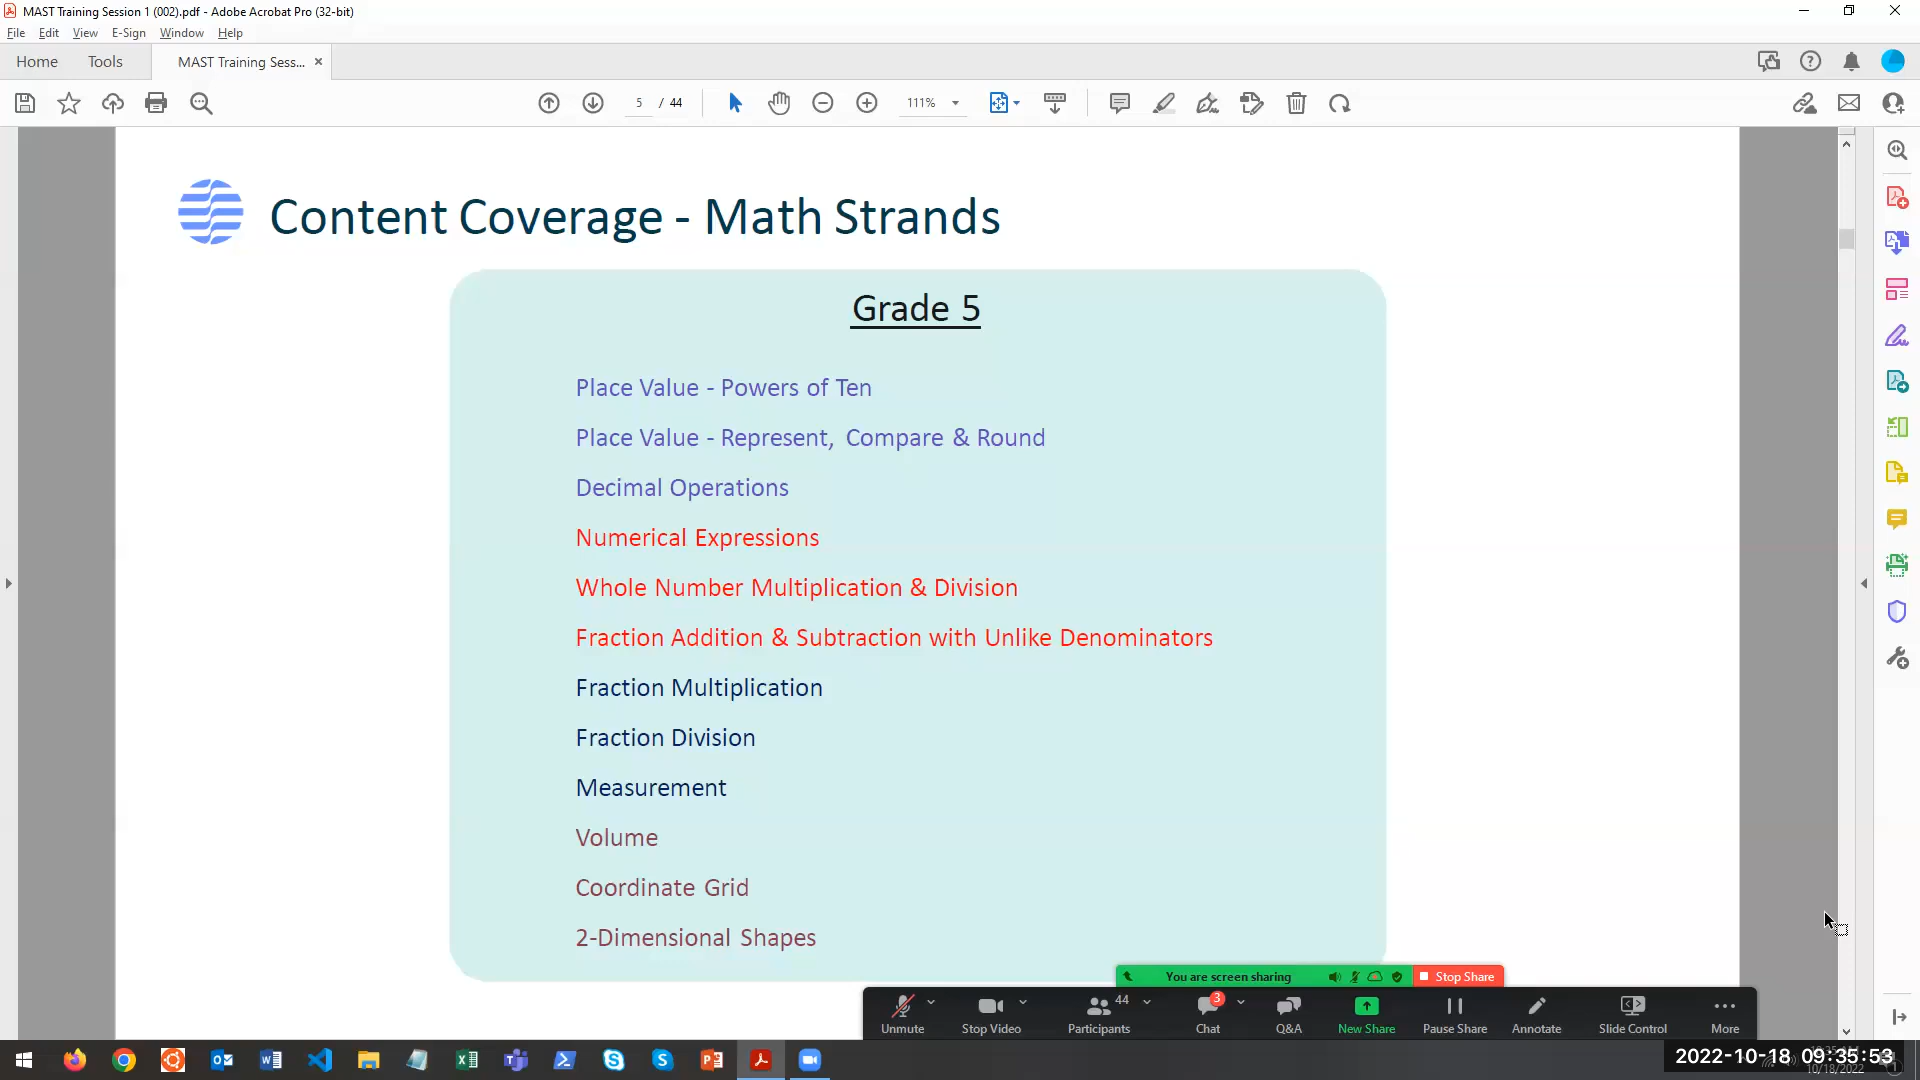 MAST Training Session 1 (002).pdf - Adobe Acrobat Pro (32-bit)
File Edit View E-Sign Window Help
Home Tools MAST Training Sess... ×
5 / 44 111%
Content Coverage - Math Strands
Grade 5
Place Value - Powers of Ten
Place Value - Represent, Compare & Round
Decimal Operations
Numerical Expressions
Whole Number Multiplication & Division
Fraction Addition & Subtraction with Unlike Denominators
Fraction Multiplication
Fraction Division
Measurement
Volume
Coordinate Grid
2-Dimensional Shapes
You are screen sharing Stop Share
44 3
Unmute Stop Video Participants Chat Q&A New Share Pause Share Annotate Slide Control More
2022-10-18 09:35:53
10/18/2022